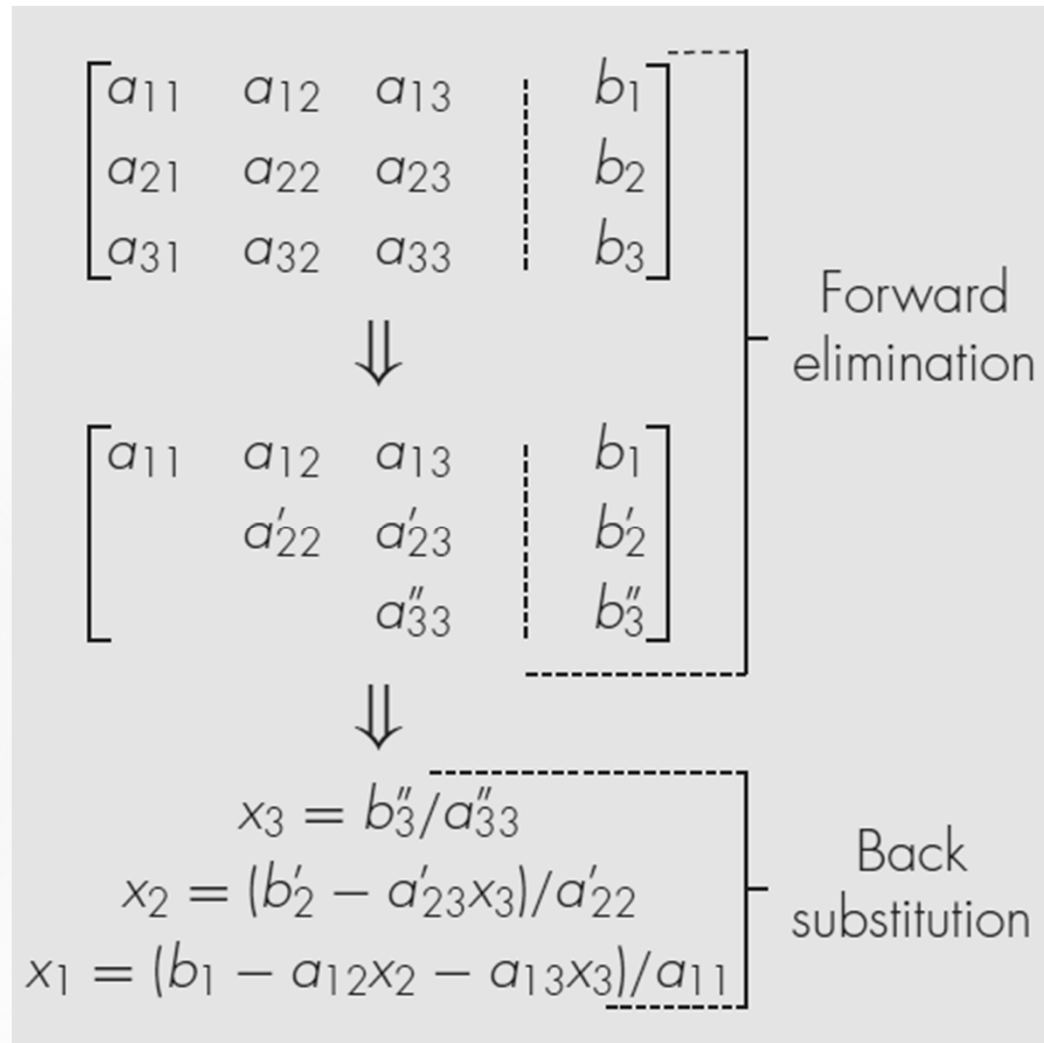 a₁₁ a₁₂ a₁₃ b₁
a₂₁ a₂₂ a₂₃ b₂
a₃₁ a₃₂ a₃₃ b₃
Forward
elimination
⇓
a₁₁ a₁₂ a₁₃ b₁
a′₂₂ a′₂₃ b′₂
a″₃₃ b″₃
⇓
x₃ = b″₃/a″₃₃
x₂ = (b′₂ − a′₂₃x₃)/a′₂₂
x₁ = (b₁ − a₁₂x₂ − a₁₃x₃)/a₁₁
Back
substitution